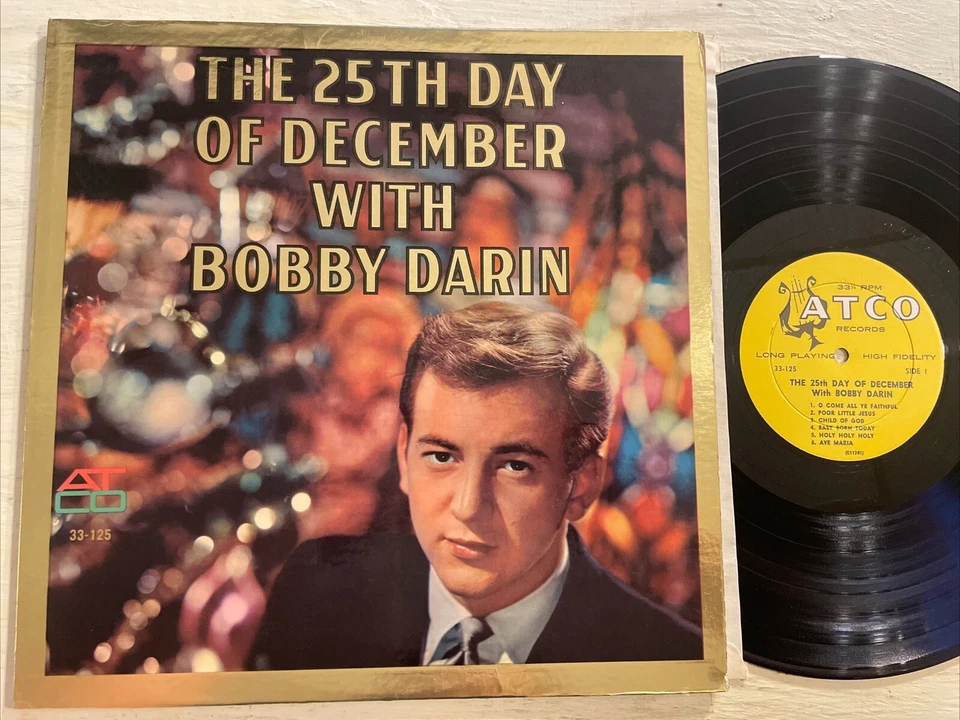 THE 25TH DAY
OF DECEMBER
WITH
BOBBY DARIN
AT
CO
33-125
33⅓ RPM
ATCO
RECORDS
LONG PLAYING HIGH FIDELITY
33-125 SIDE 1
THE 25th DAY OF DECEMBER
With BOBBY DARIN
1. O COME ALL YE FAITHFUL
2. POOR LITTLE JESUS
3. CHILD OF GOD
4. BABY BORN TODAY
5. HOLY HOLY HOLY
6. AVE MARIA